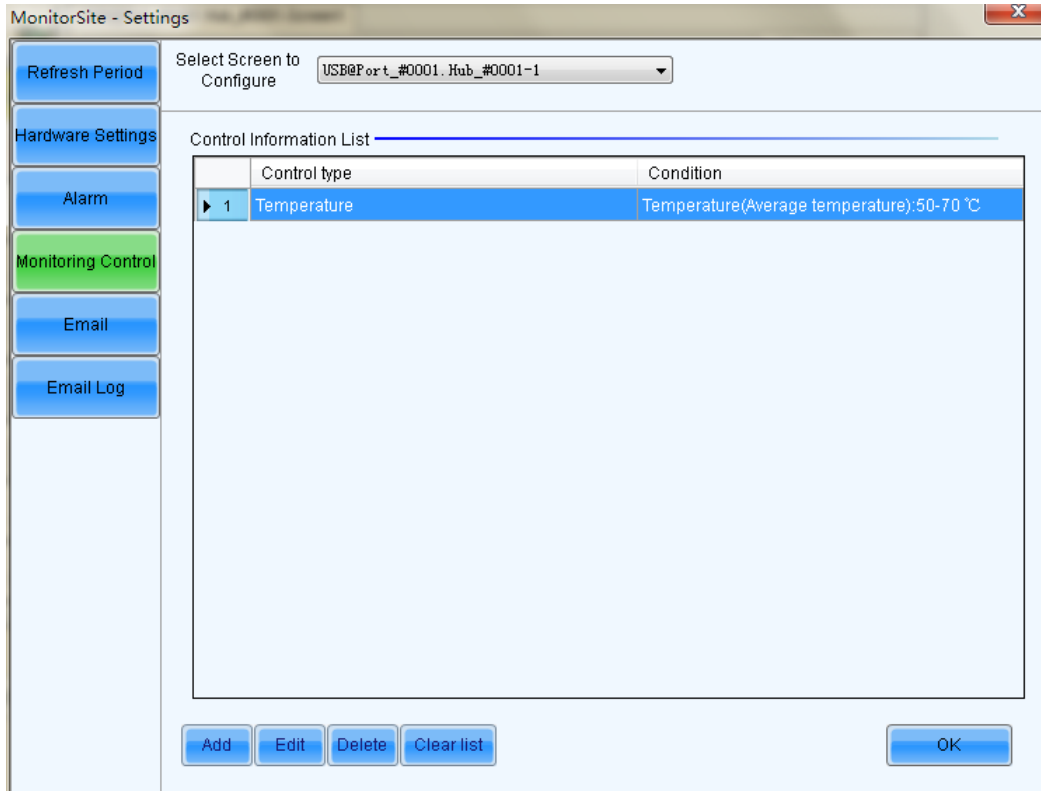 MonitorSite - Settings
Refresh Period
Hardware Settings
Alarm
Monitoring Control
Email
Email Log
Select Screen to
Configure
USB@Port_#0001.Hub_#0001-1
Control Information List
Control type Condition
1 Temperature Temperature(Average temperature):50-70 ℃
Add Edit Delete Clear list OK